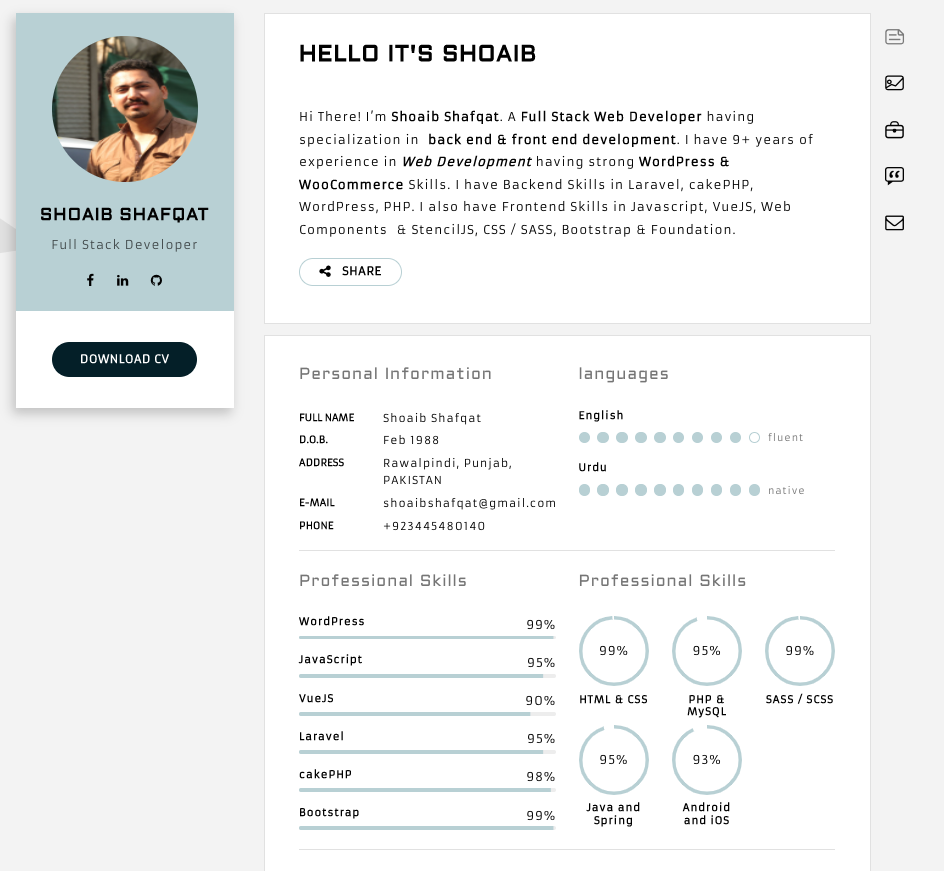 SHOAIB SHAFQAT
Full Stack Developer
DOWNLOAD CV
HELLO IT'S SHOAIB
Hi There! I'm Shoaib Shafqat. A Full Stack Web Developer having
specialization in back end & front end development. I have 9+ years of
experience in Web Development having strong WordPress &
WooCommerce Skills. I have Backend Skills in Laravel, cakePHP,
WordPress, PHP. I also have Frontend Skills in Javascript, VueJS, Web
Components & StencilJS, CSS / SASS, Bootstrap & Foundation.
SHARE
Personal Information
FULL NAME Shoaib Shafqat
D.O.B. Feb 1988
ADDRESS Rawalpindi, Punjab,
PAKISTAN
E-MAIL shoaibshafqat@gmail.com
PHONE +923445480140
languages
English
fluent
Urdu
native
Professional Skills
WordPress 99%
JavaScript 95%
VueJS 90%
Laravel 95%
cakePHP 98%
Bootstrap 99%
Professional Skills
99% 95% 99%
HTML & CSS PHP & SASS / SCSS
MySQL
95% 93%
Java and Android
Spring and iOS